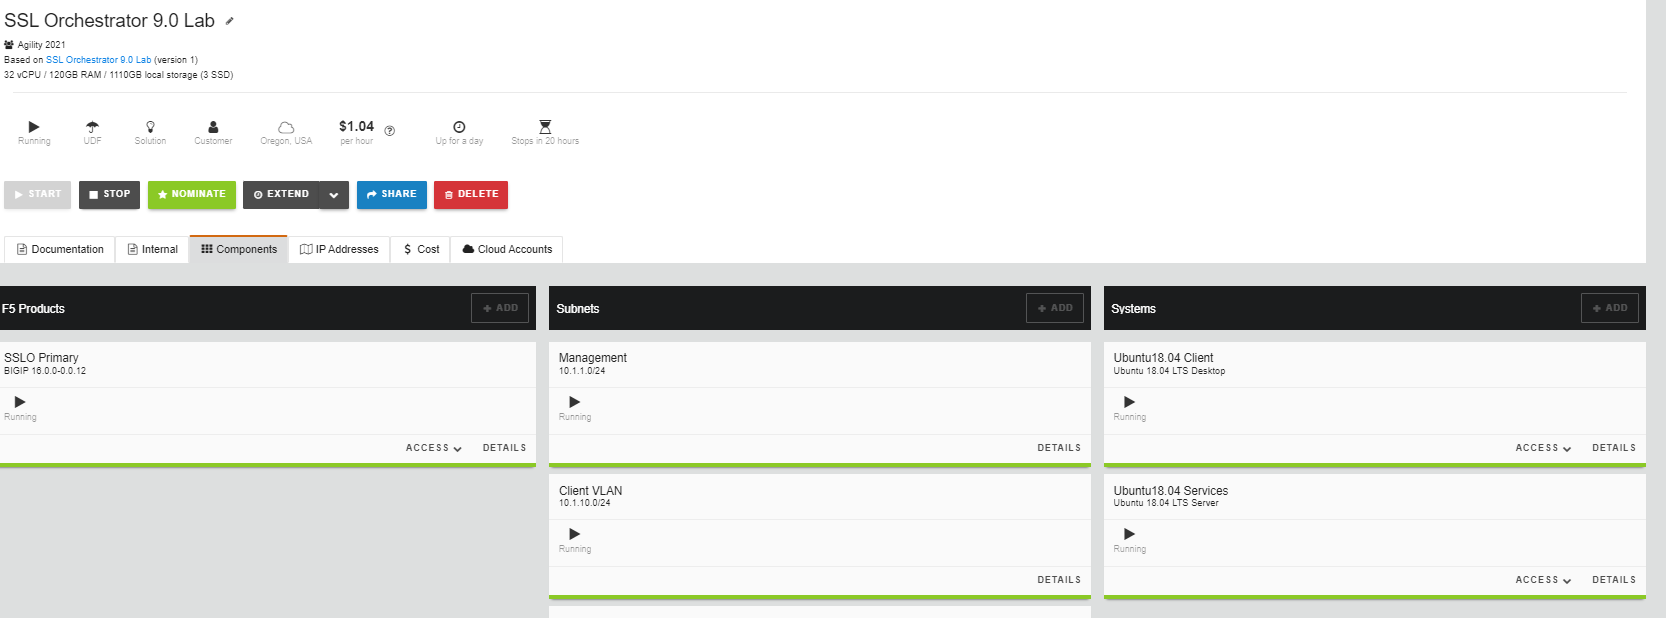 SSL Orchestrator 9.0 Lab
Agility 2021
Based on SSL Orchestrator 9.0 Lab (version 1)
32 vCPU / 120GB RAM / 1110GB local storage (3 SSD)
Running
UDF
Solution
Customer
Oregon, USA
$1.04
per hour
Up for a day
Stops in 20 hours
START
STOP
NOMINATE
EXTEND
SHARE
DELETE
Documentation
Internal
Components
IP Addresses
Cost
Cloud Accounts
F5 Products
ADD
SSLO Primary
BIGIP 16.0.0-0.0.12
Running
ACCESS
DETAILS
Subnets
ADD
Management
10.1.1.0/24
Running
DETAILS
Client VLAN
10.1.10.0/24
Running
DETAILS
Systems
ADD
Ubuntu18.04 Client
Ubuntu 18.04 LTS Desktop
Running
ACCESS
DETAILS
Ubuntu18.04 Services
Ubuntu 18.04 LTS Server
Running
ACCESS
DETAILS